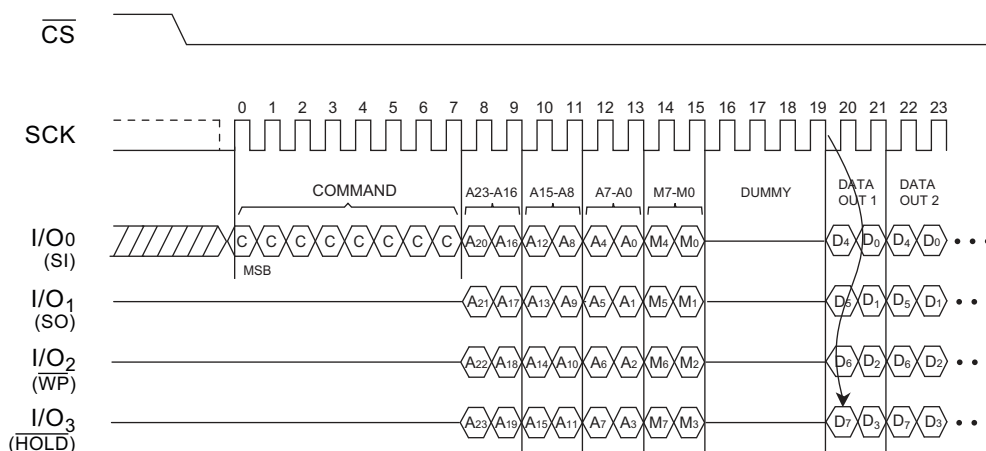 C̅S̅
0 1 2 3 4 5 6 7 8 9 10 11 12 13 14 15 16 17 18 19 20 21 22 23
SCK
COMMAND A23-A16 A15-A8 A7-A0 M7-M0 DUMMY DATA OUT 1 DATA OUT 2
I/O₀ C C C C C C C C A₂₀ A₁₆ A₁₂ A₈ A₄ A₀ M₄ M₀ D₄ D₀ D₄ D₀ • • •
(SI) MSB
I/O₁ A₂₁ A₁₇ A₁₃ A₉ A₅ A₁ M₅ M₁ D₅ D₁ D₅ D₁ • •
(SO)
I/O₂ A₂₂ A₁₈ A₁₄ A₁₀ A₆ A₂ M₆ M₂ D₆ D₂ D₆ D₂ • •
(W̅P̅)
I/O₃ A₂₃ A₁₉ A₁₅ A₁₁ A₇ A₃ M₇ M₃ D₇ D₃ D₇ D₃ • •
(H̅O̅L̅D̅)